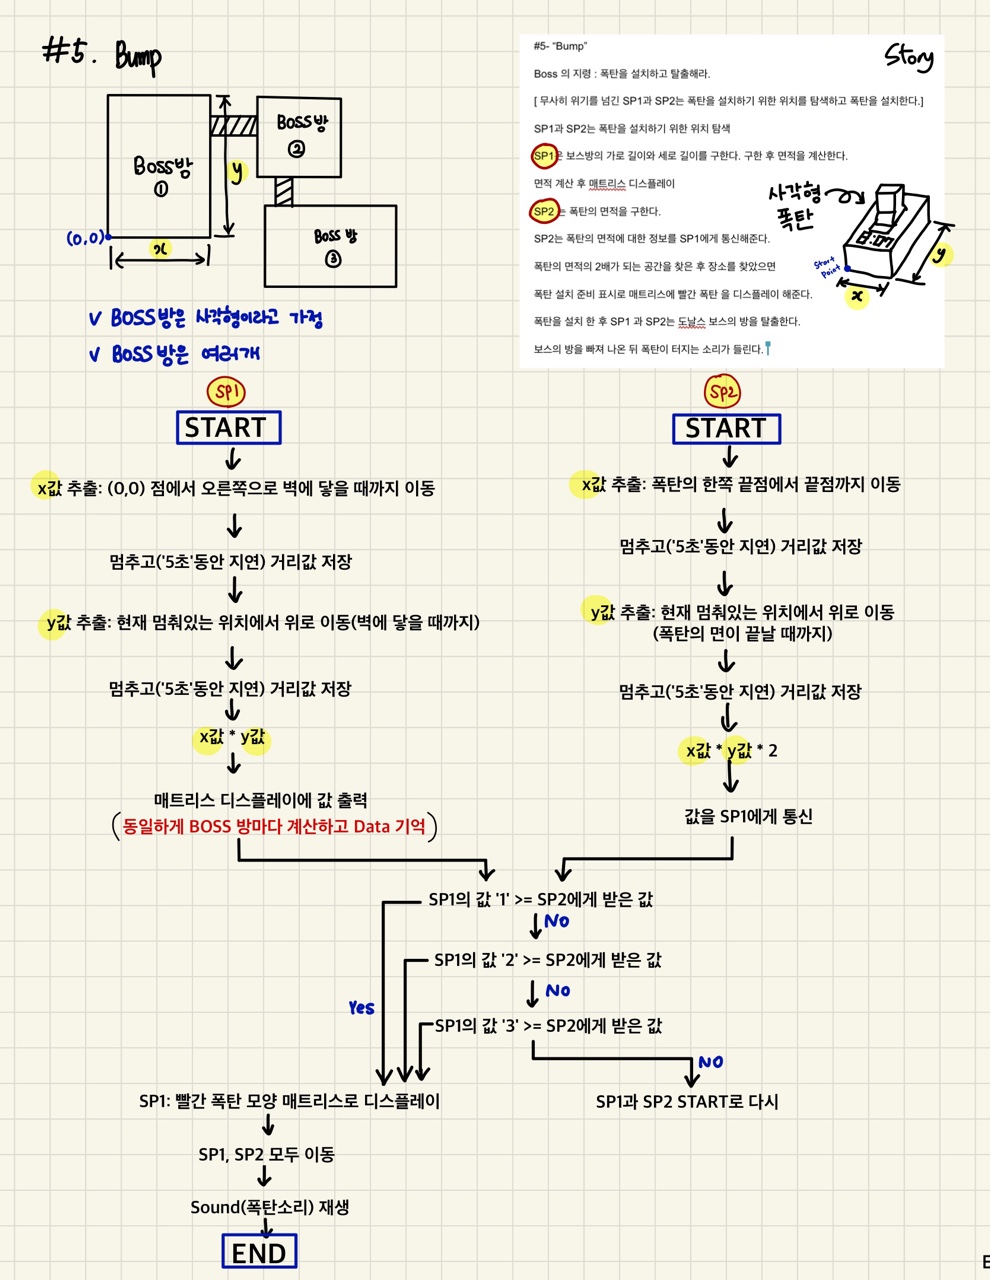 #5. Bump
BOSS방
①
BOSS방
②
BOSS 방
③
y
(0,0)
x
v BOSS방은 사각형이라고 가정
v BOSS방은 여러개
#5- "Bump"
Story
Boss 의 지령 : 폭탄을 설치하고 탈출해라.
[ 무사히 위기를 넘긴 SP1과 SP2는 폭탄을 설치하기 위한 위치를 탐색하고 폭탄을 설치한다.]
SP1과 SP2는 폭탄을 설치하기 위한 위치 탐색
SP1은 보스방의 가로 길이와 세로 길이를 구한다. 구한 후 면적을 계산한다.
면적 계산 후 매트리스 디스플레이
SP2는 폭탄의 면적을 구한다.
SP2는 폭탄의 면적에 대한 정보를 SP1에게 통신해준다.
폭탄의 면적의 2배가 되는 공간을 찾은 후 장소를 찾았으면
폭탄 설치 준비 표시로 매트리스에 빨간 폭탄 을 디스플레이 해준다.
폭탄을 설치 한 후 SP1 과 SP2는 도날스 보스의 방을 탈출한다.
보스의 방을 빠져 나온 뒤 폭탄이 터지는 소리가 들린다.
사각형
폭탄
8:07
Start
Point
x
y
SP1
START
x값 추출: (0,0) 점에서 오른쪽으로 벽에 닿을 때까지 이동
멈추고('5초'동안 지연) 거리값 저장
y값 추출: 현재 멈춰있는 위치에서 위로 이동(벽에 닿을 때까지)
멈추고('5초'동안 지연) 거리값 저장
x값 * y값
매트리스 디스플레이에 값 출력
(동일하게 BOSS 방마다 계산하고 Data 기억)
SP2
START
x값 추출: 폭탄의 한쪽 끝점에서 끝점까지 이동
멈추고('5초'동안 지연) 거리값 저장
y값 추출: 현재 멈춰있는 위치에서 위로 이동
(폭탄의 면이 끝날 때까지)
멈추고('5초'동안 지연) 거리값 저장
x값 * y값 * 2
값을 SP1에게 통신
SP1의 값 '1' >= SP2에게 받은 값
NO
SP1의 값 '2' >= SP2에게 받은 값
NO
Yes
SP1의 값 '3' >= SP2에게 받은 값
NO
SP1: 빨간 폭탄 모양 매트리스로 디스플레이
SP1과 SP2 START로 다시
SP1, SP2 모두 이동
Sound(폭탄소리) 재생
END
E